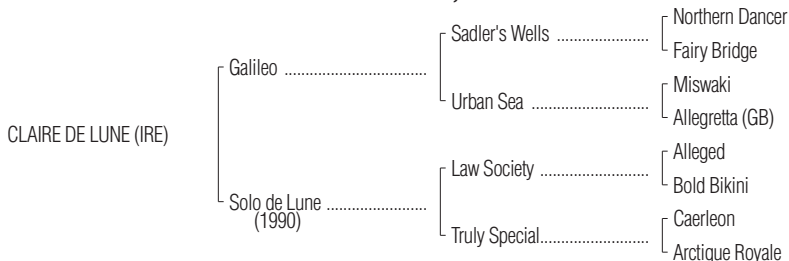 Northern Dancer
Sadler's Wells ........................
Fairy Bridge
Galileo .....................................
Miswaki
Urban Sea ...............................
Allegretta (GB)
CLAIRE DE LUNE (IRE)
Alleged
Law Society ............................
Bold Bikini
Solo de Lune ..........................
(1990)
Caerleon
Truly Special............................
Arctique Royale